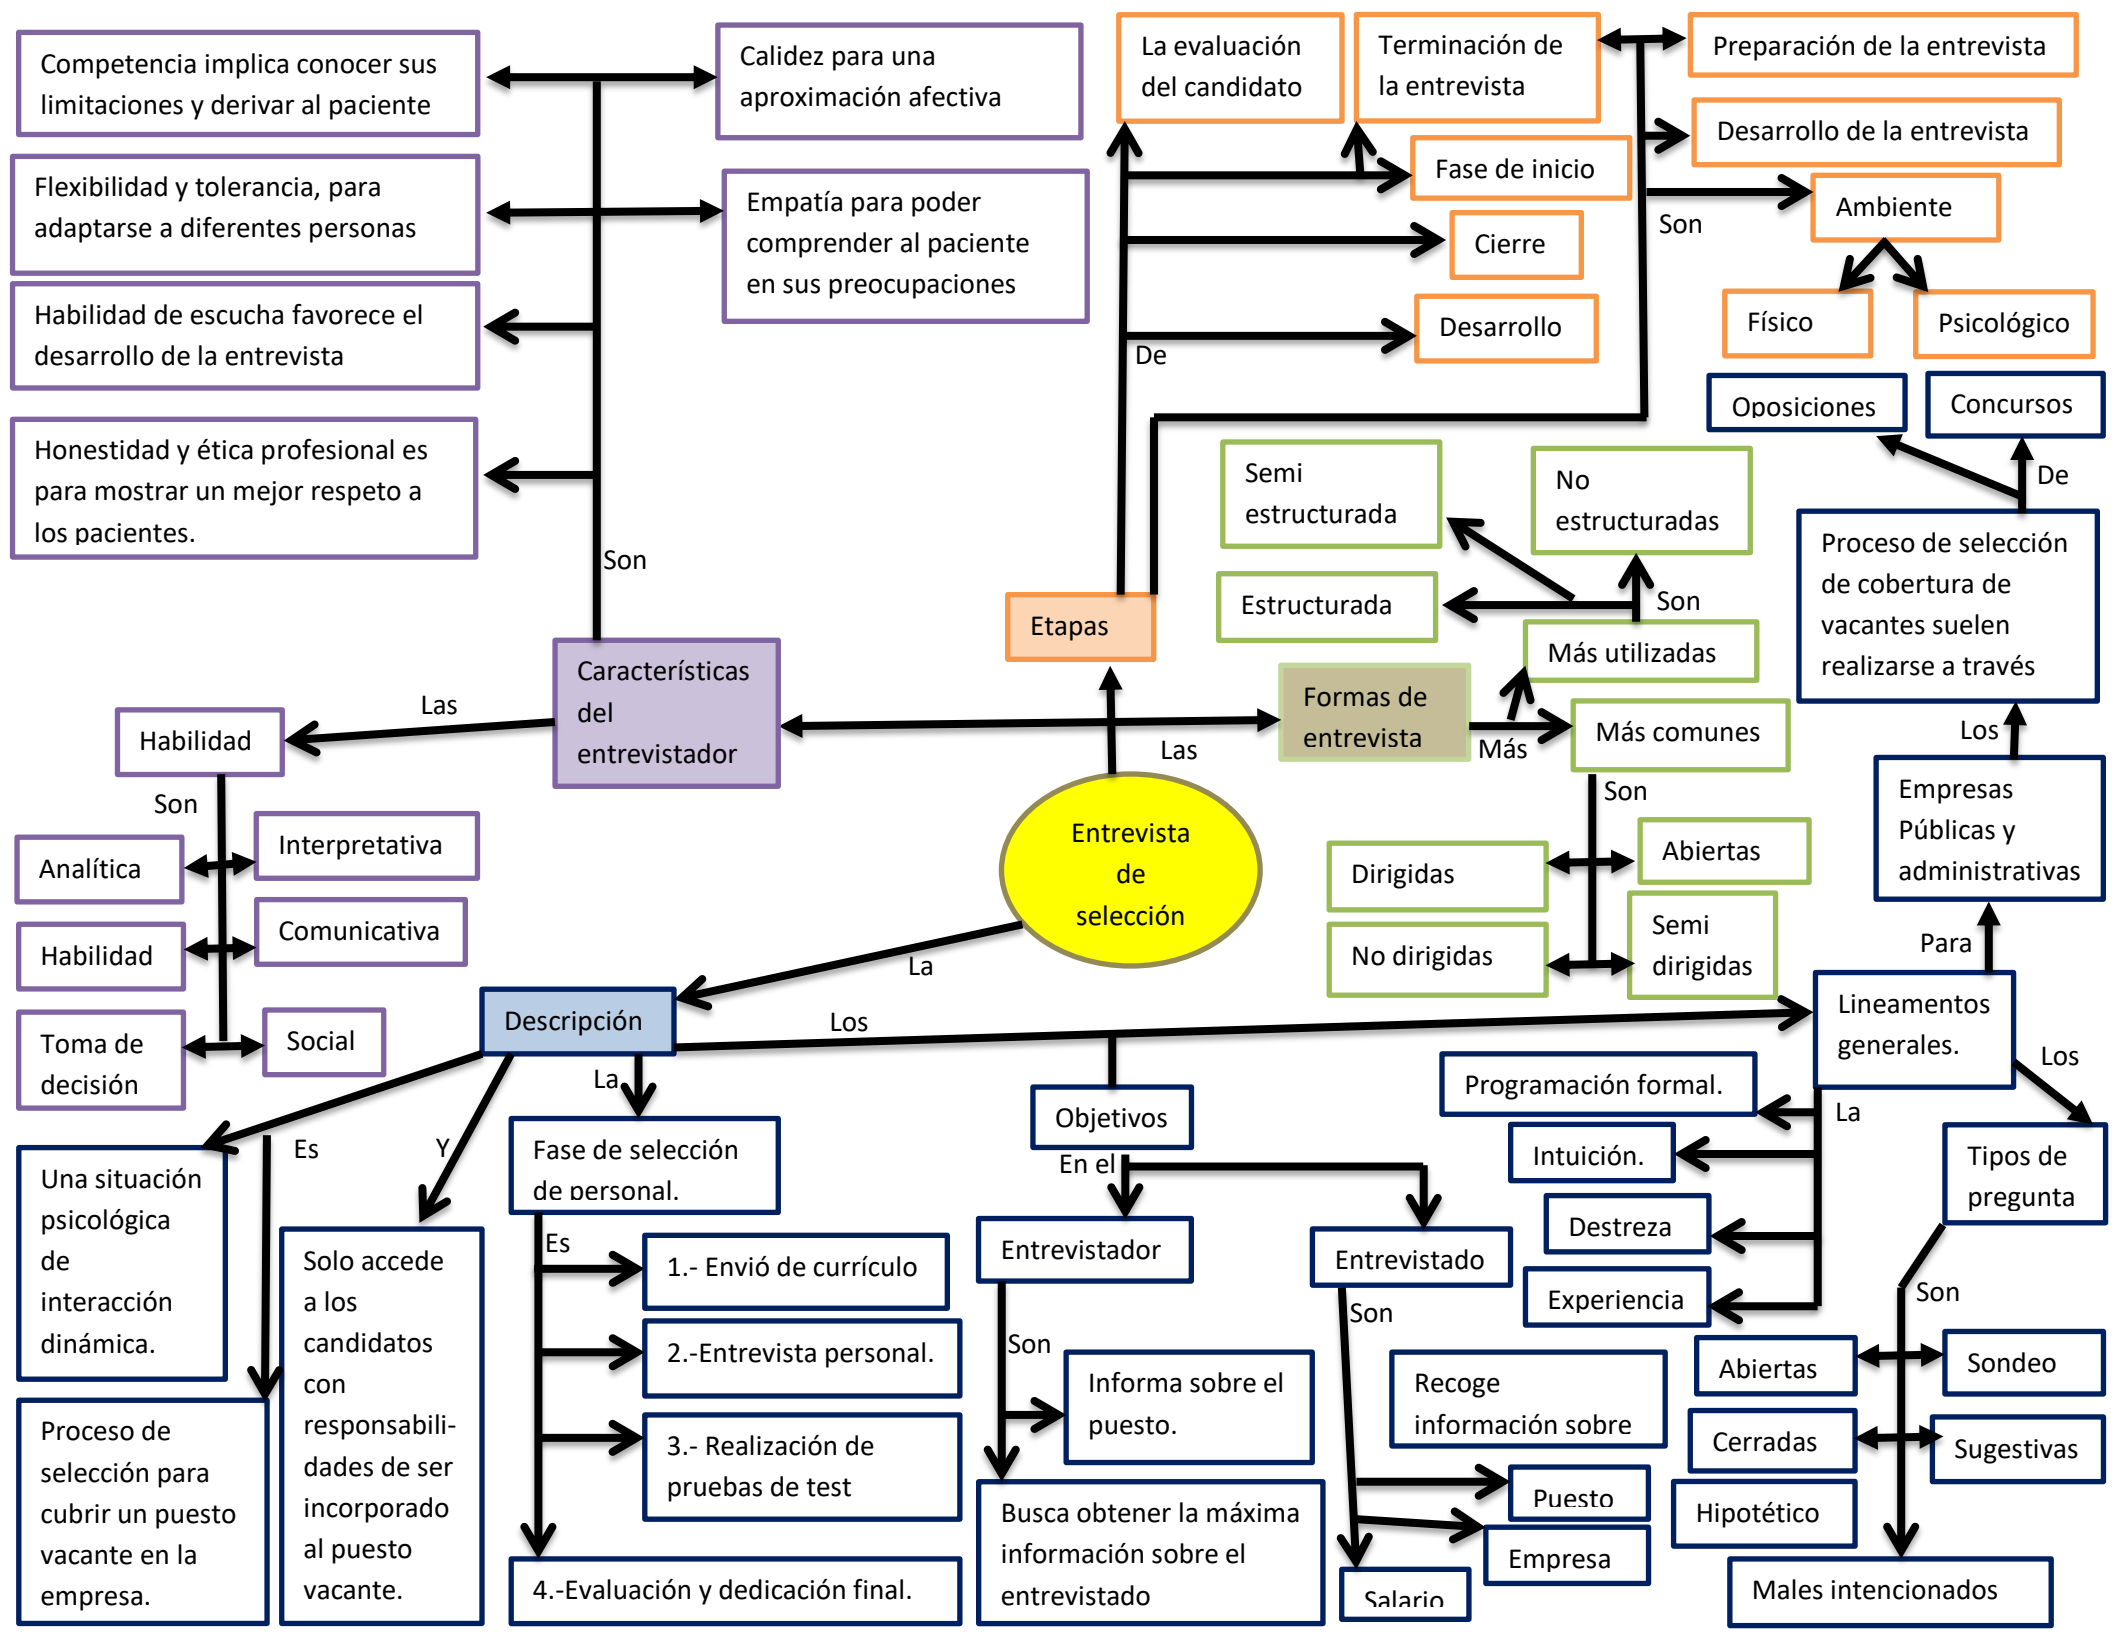 Competencia implica conocer sus
limitaciones y derivar al paciente
Calidez para una
aproximación afectiva
Flexibilidad y tolerancia, para
adaptarse a diferentes personas
Empatía para poder
comprender al paciente
en sus preocupaciones
Habilidad de escucha favorece el
desarrollo de la entrevista
Honestidad y ética profesional es
para mostrar un mejor respeto a
los pacientes.
Son
Características
del
entrevistador
Las
Habilidad
Son
Analítica
Interpretativa
Habilidad
Comunicativa
Toma de
decisión
Social
La evaluación
del candidato
Terminación de
la entrevista
Preparación de la entrevista
Desarrollo de la entrevista
Fase de inicio
Son
Ambiente
Cierre
Físico
Psicológico
Desarrollo
De
Etapas
Semi
estructurada
No
estructuradas
Estructurada
Son
Más utilizadas
Formas de
entrevista
Más
Más comunes
Las
Son
Dirigidas
Abiertas
No dirigidas
Semi
dirigidas
Oposiciones
Concursos
De
Proceso de selección
de cobertura de
vacantes suelen
realizarse a través
Los
Empresas
Públicas y
administrativas
Para
Lineamentos
generales.
Entrevista
de
selección
La
Descripción
Los
Es
Y
La
Una situación
psicológica
de
interacción
dinámica.
Proceso de
selección para
cubrir un puesto
vacante en la
empresa.
Solo accede
a los
candidatos
con
responsabili-
dades de ser
incorporado
al puesto
vacante.
Fase de selección
de personal.
Es
1.- Envió de currículo
2.-Entrevista personal.
3.- Realización de
pruebas de test
4.-Evaluación y dedicación final.
Objetivos
En el
Entrevistador
Son
Informa sobre el
puesto.
Busca obtener la máxima
información sobre el
entrevistado
Entrevistado
Son
Recoge
información sobre
Puesto
Empresa
Salario
Programación formal.
La
Intuición.
Destreza
Experiencia
Los
Tipos de
pregunta
Son
Abiertas
Sondeo
Cerradas
Sugestivas
Hipotético
Males intencionados